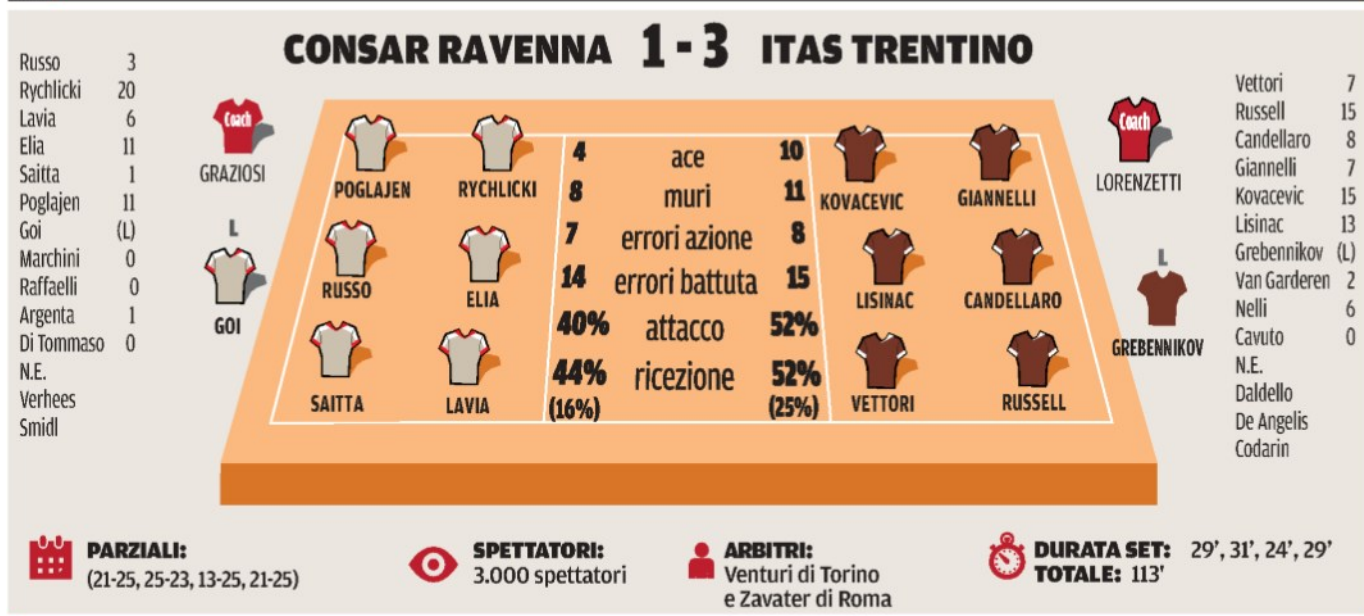 CONSAR RAVENNA 1 - 3 ITAS TRENTINO
Russo 3
Rychlicki 20
Lavia 6
Elia 11
Saitta 1
Poglajen 11
Goi (L)
Marchini 0
Raffaelli 0
Argenta 1
Di Tommaso 0
N.E.
Verhees
Smidl
Coach
GRAZIOSI
L
GOI
POGLAJEN
RYCHLICKI
RUSSO
ELIA
SAITTA
LAVIA
4 ace 10
8 muri 11
7 errori azione 8
14 errori battuta 15
40% attacco 52%
44% ricezione 52%
(16%) (25%)
KOVACEVIC
GIANNELLI
LISINAC
CANDELLARO
VETTORI
RUSSELL
Coach
LORENZETTI
L
GREBENNIKOV
Vettori 7
Russell 15
Candellaro 8
Giannelli 7
Kovacevic 15
Lisinac 13
Grebennikov (L)
Van Garderen 2
Nelli 6
Cavuto 0
N.E.
Daldello
De Angelis
Codarin
PARZIALI:
(21-25, 25-23, 13-25, 21-25)
SPETTATORI:
3.000 spettatori
ARBITRI:
Venturi di Torino
e Zavater di Roma
DURATA SET: 29’, 31’, 24’, 29’
TOTALE: 113'